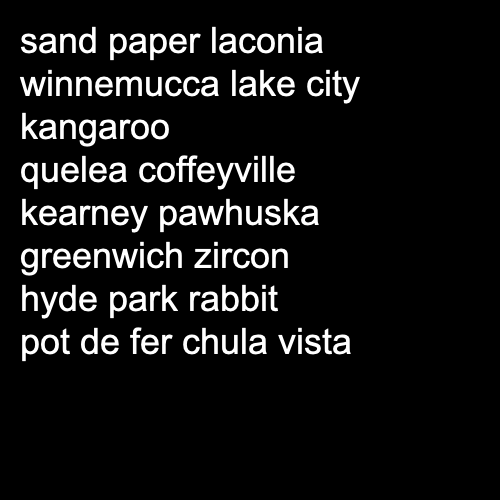 sand paper laconia
winnemucca lake city
kangaroo
quelea coffeyville
kearney pawhuska
greenwich zircon
hyde park rabbit
pot de fer chula vista